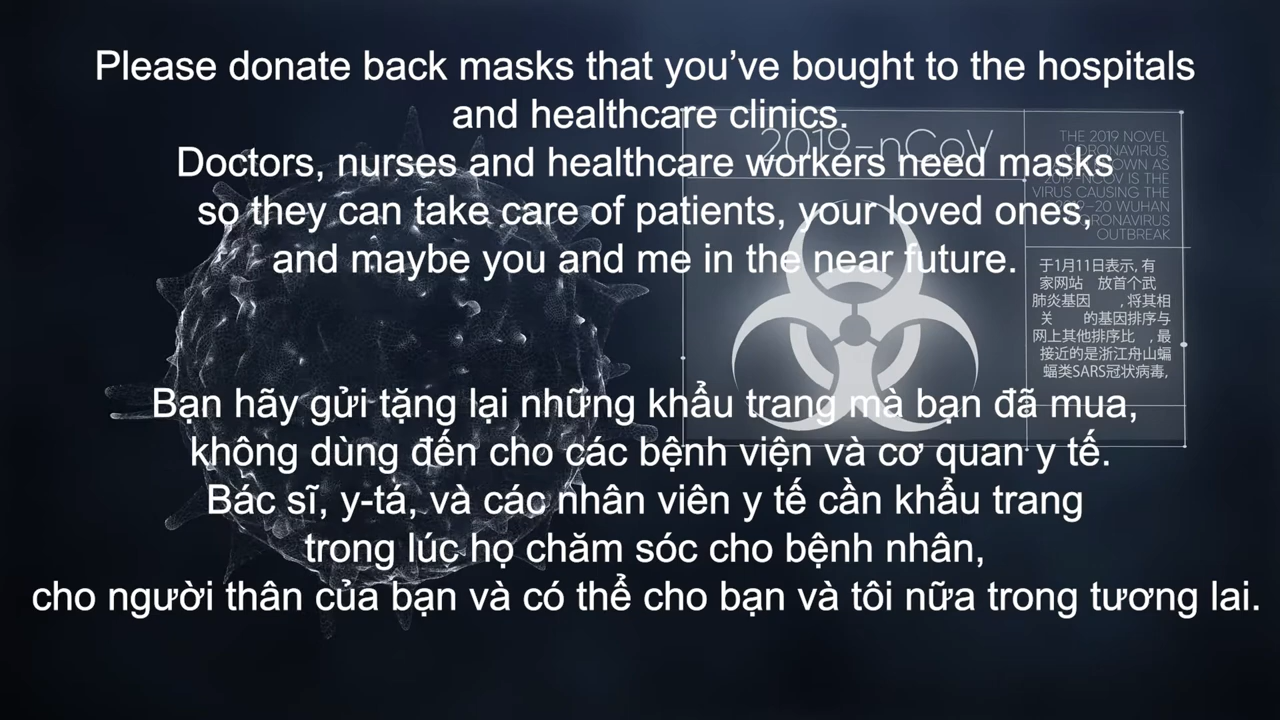 Please donate back masks that you've bought to the hospitals
and healthcare clinics.
Doctors, nurses and healthcare workers need masks
so they can take care of patients, your loved ones,
and maybe you and me in the near future.
Bạn hãy gửi tặng lại những khẩu trang mà bạn đã mua,
không dùng đến cho các bệnh viện và cơ quan y tế.
Bác sĩ, y-tá, và các nhân viên y tế cần khẩu trang
trong lúc họ chăm sóc cho bệnh nhân,
cho người thân của bạn và có thể cho bạn và tôi nữa trong tương lai.
2019-nCoV
THE 2019 NOVEL
CORONAVIRUS,
AS
2019-NCOV IS THE
VIRUS CAUSING THE
WUHAN
CORONAVIRUS
OUTBREAK
于1月11日表示, 有
家网站 放首个武
肺炎基因 , 将其相
关 的基因排序与
网上其他排序比 , 最
接近的是浙江舟山蝙
蝠类SARS冠状病毒,